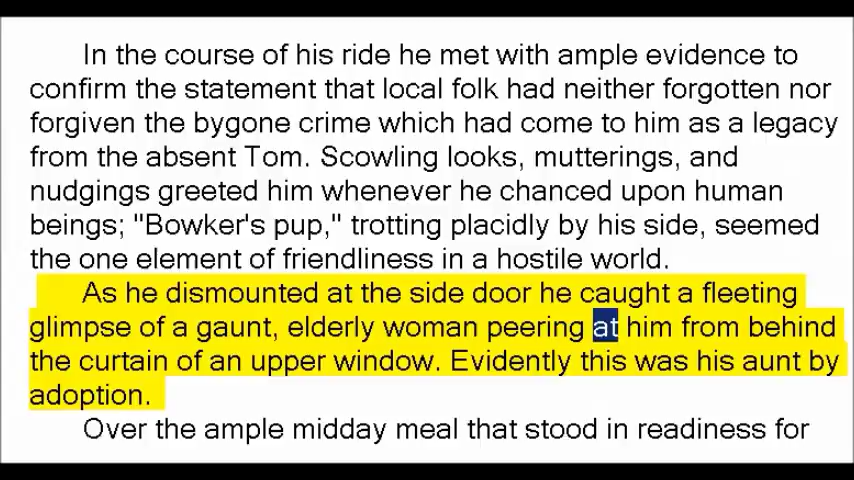 In the course of his ride he met with ample evidence to
confirm the statement that local folk had neither forgotten nor
forgiven the bygone crime which had come to him as a legacy
from the absent Tom. Scowling looks, mutterings, and
nudgings greeted him whenever he chanced upon human
beings; "Bowker's pup," trotting placidly by his side, seemed
the one element of friendliness in a hostile world.
As he dismounted at the side door he caught a fleeting
glimpse of a gaunt, elderly woman peering at him from behind
the curtain of an upper window. Evidently this was his aunt by
adoption.
Over the ample midday meal that stood in readiness for